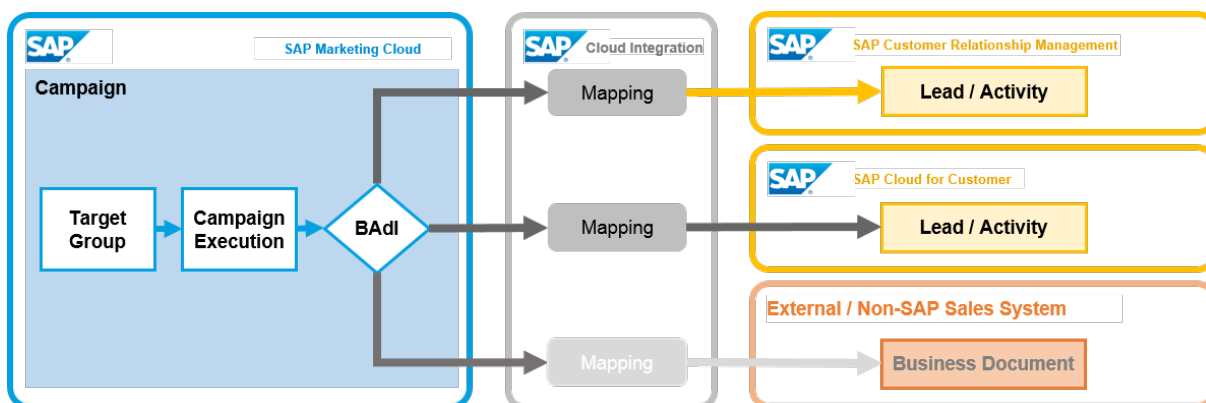 SAP
SAP Marketing Cloud
Campaign
Target
Group
Campaign
Execution
BAdI
SAP
Cloud Integration
Mapping
Mapping
Mapping
SAP
SAP Customer Relationship Management
Lead / Activity
SAP
SAP Cloud for Customer
Lead / Activity
External / Non-SAP Sales System
Business Document